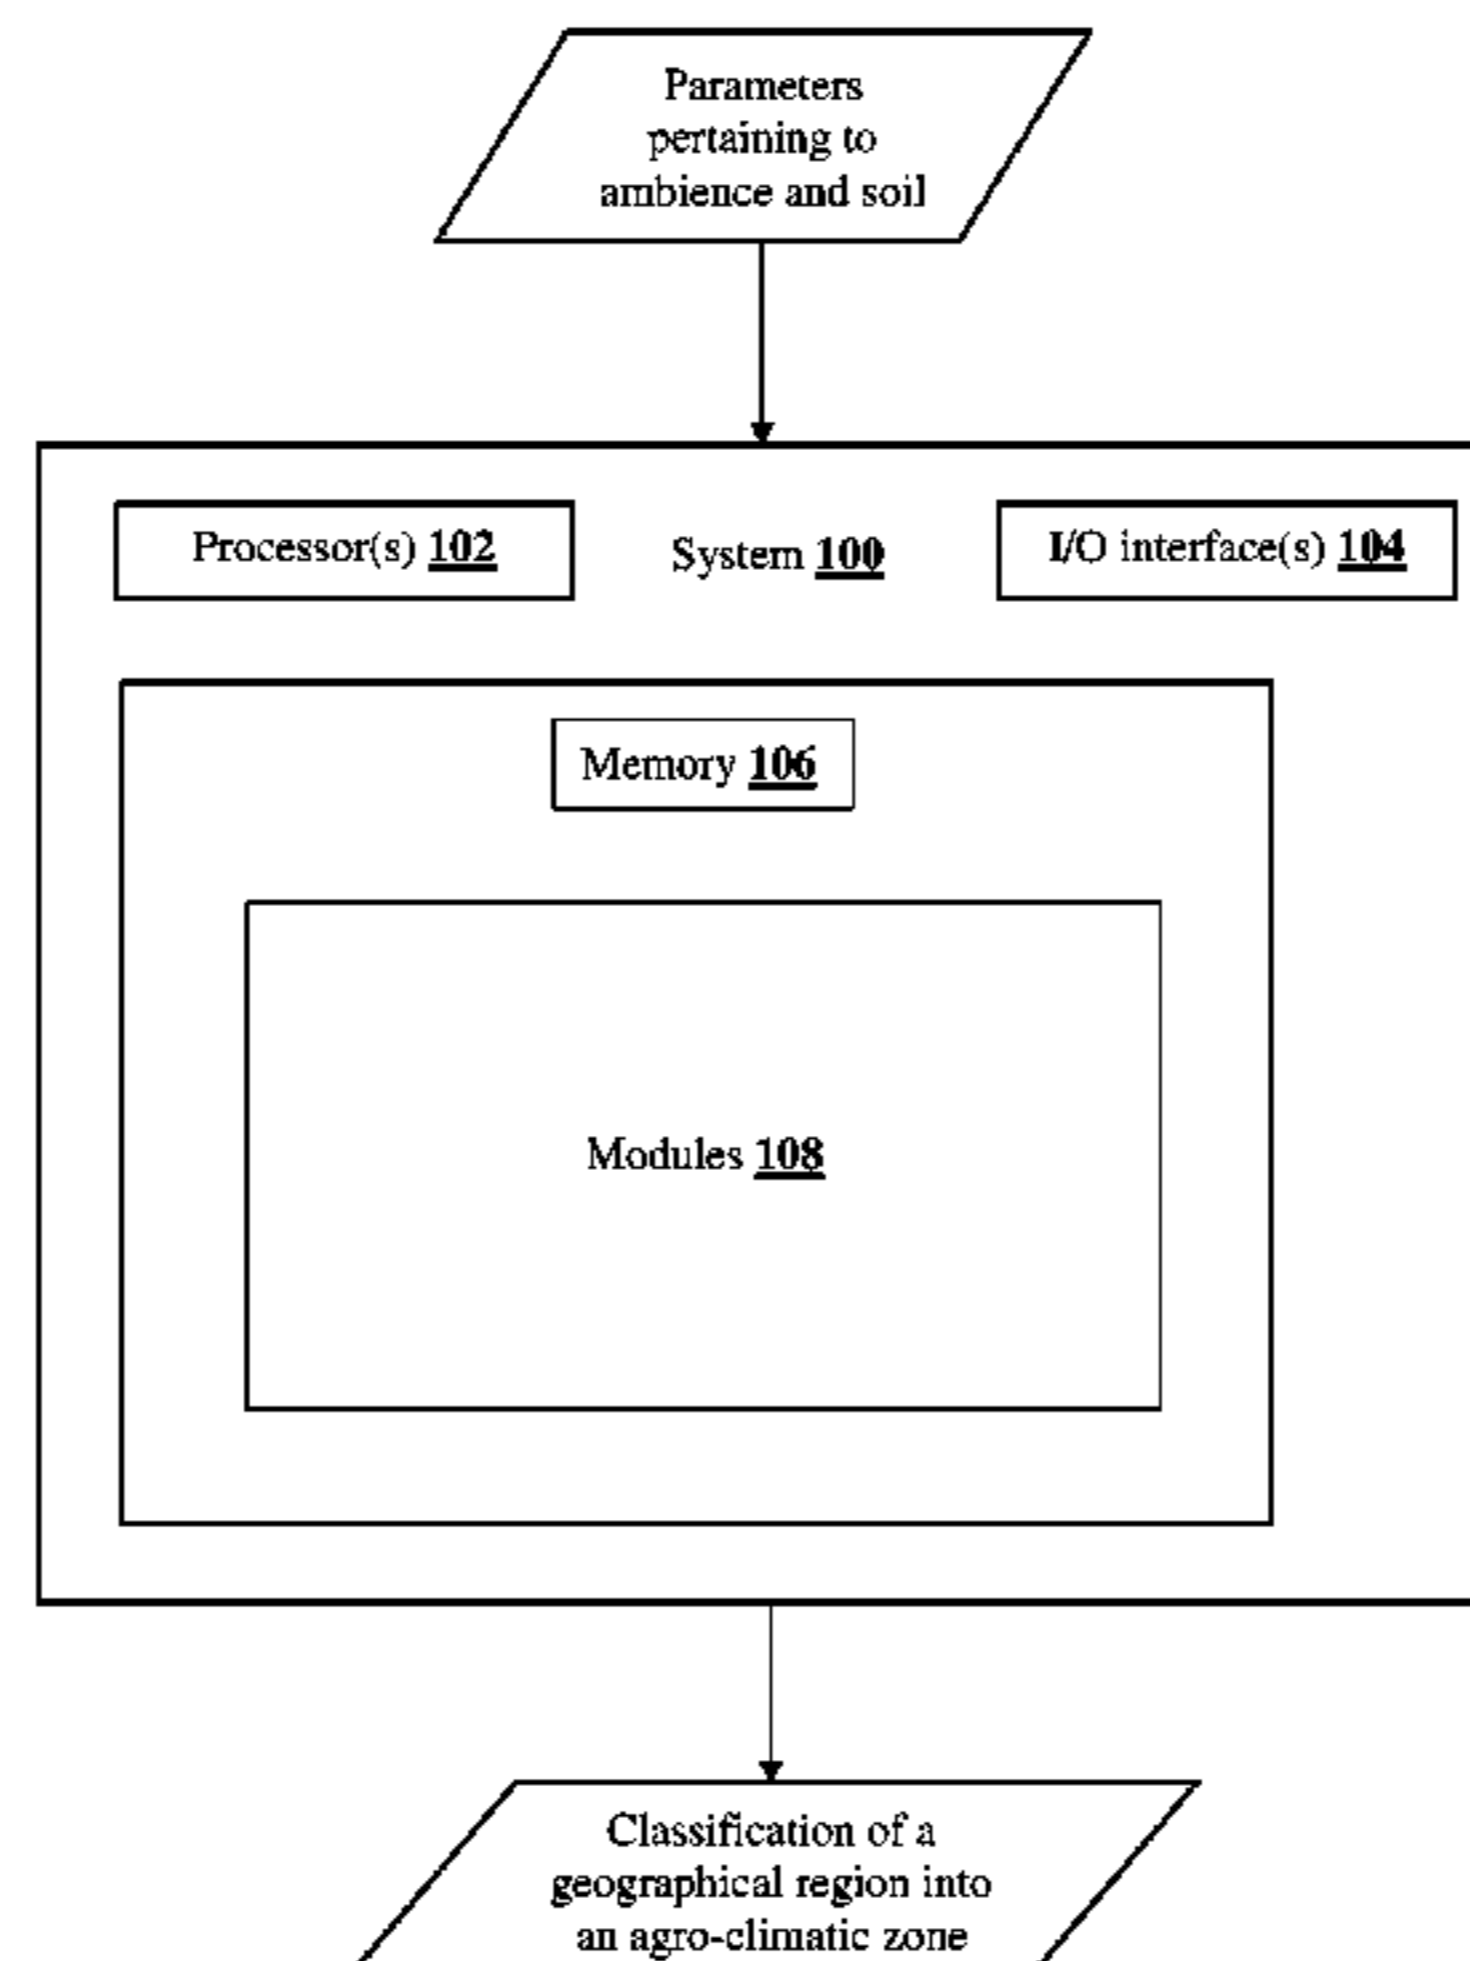 Parameters
pertaining to
ambience and soil
Processor(s) 102
System 100
I/O interface(s) 104
Memory 106
Modules 108
Classification of a
geographical region into
an agro-climatic zone